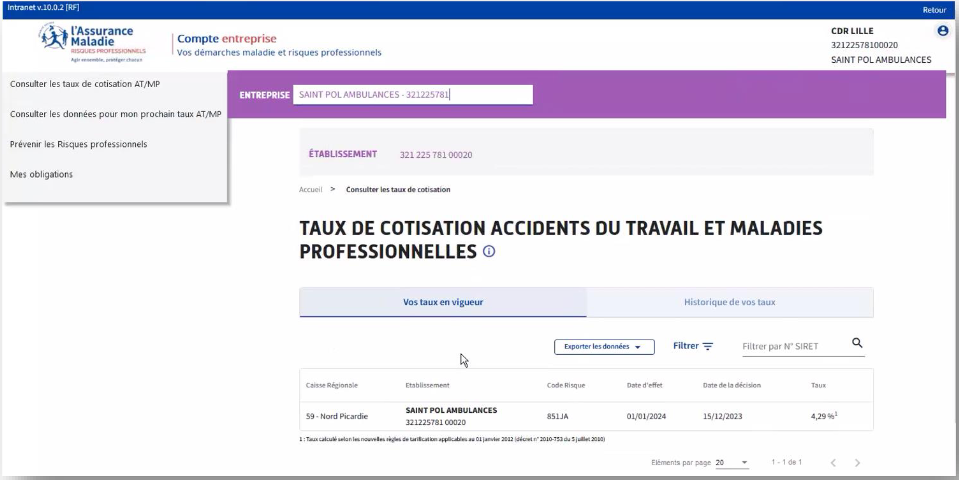 Intranet v.10.0.2 [RF]
Retour
l'Assurance
Maladie
RISQUES PROFESSIONNELS
Agir ensemble, protéger chacun
Compte entreprise
Vos démarches maladie et risques professionnels
CDR LILLE
32122578100020
SAINT POL AMBULANCES
Consulter les taux de cotisation AT/MP
Consulter les données pour mon prochain taux AT/MP
Prévenir les Risques professionnels
Mes obligations
ENTREPRISE SAINT POL AMBULANCES - 321225781
ÉTABLISSEMENT 321 225 781 00020
Accueil > Consulter les taux de cotisation
TAUX DE COTISATION ACCIDENTS DU TRAVAIL ET MALADIES
PROFESSIONNELLES
Vos taux en vigueur Historique de vos taux
Exporter les données Filtrer Filtrer par N° SIRET
Caisse Régionale Etablissement Code Risque Date d'effet Date de la décision Taux
59 - Nord Picardie SAINT POL AMBULANCES 851JA 01/01/2024 15/12/2023 4,29 %1
321225781 00020
1 : Taux calculé selon les nouvelles règles de tarification applicables au 01 janvier 2012 (décret n° 2010-753 du 5 juillet 2010)
Eléments par page 20 1 - 1 de 1